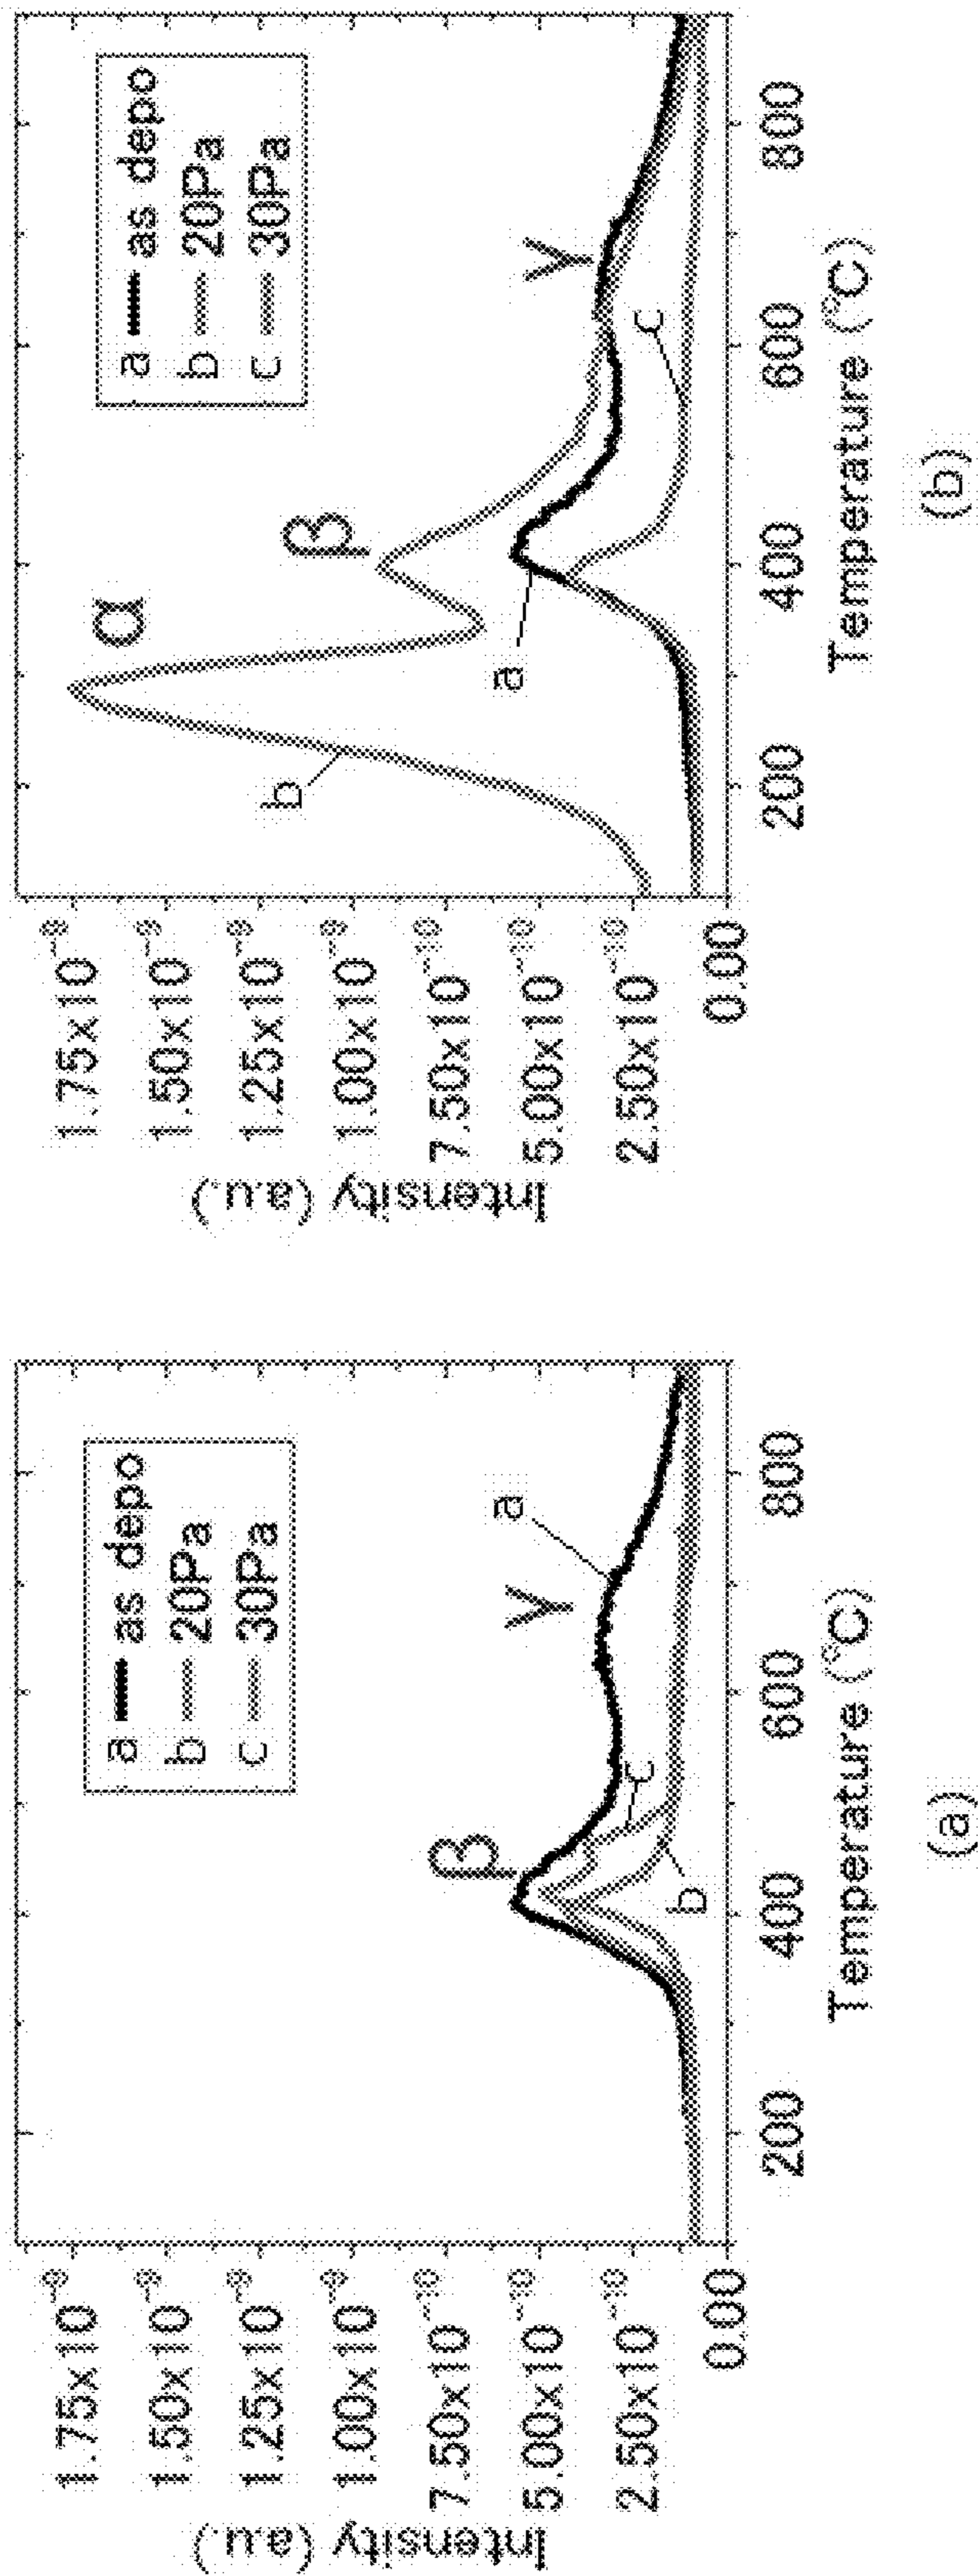 Intensity (a.u.)
1.75x10⁻⁹
1.50x10⁻⁹
1.25x10⁻⁹
1.00x10⁻⁹
7.50x10⁻¹⁰
5.00x10⁻¹⁰
2.50x10⁻¹⁰
0.00
a as depo
b 20Pa
c 30Pa
β
γ
a
c
b
200 400 600 800
Temperature (°C)
(a)
Intensity (a.u.)
1.75x10⁻⁹
1.50x10⁻⁹
1.25x10⁻⁹
1.00x10⁻⁹
7.50x10⁻¹⁰
5.00x10⁻¹⁰
2.50x10⁻¹⁰
0.00
a as depo
b 20Pa
c 30Pa
α
b
β
a
γ
c
200 400 600 800
Temperature (°C)
(b)